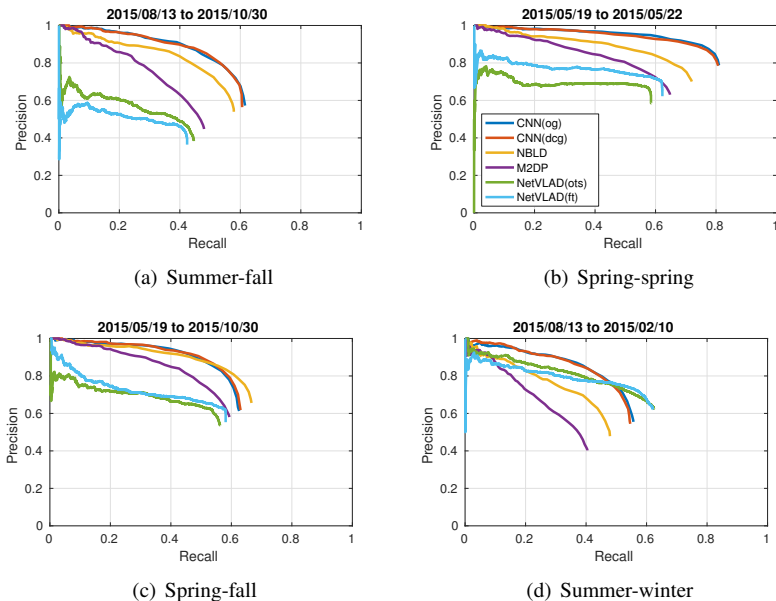 2015/08/13 to 2015/10/30
1
0.8
0.6
0.4
0.2
0
Precision
0 0.2 0.4 0.6 0.8 1
Recall
(a) Summer-fall
2015/05/19 to 2015/05/22
1
0.8
0.6
0.4
0.2
0
Precision
CNN(og)
CNN(dcg)
NBLD
M2DP
NetVLAD(ots)
NetVLAD(ft)
0 0.2 0.4 0.6 0.8 1
Recall
(b) Spring-spring
2015/05/19 to 2015/10/30
1
0.8
0.6
0.4
0.2
0
Precision
0 0.2 0.4 0.6 0.8 1
Recall
(c) Spring-fall
2015/08/13 to 2015/02/10
1
0.8
0.6
0.4
0.2
0
Precision
0 0.2 0.4 0.6 0.8 1
Recall
(d) Summer-winter